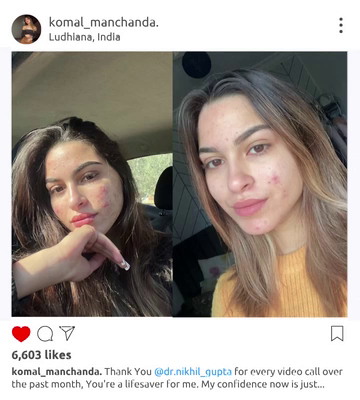 komal_manchanda.
Ludhiana, India
6,603 likes
komal_manchanda. Thank You @dr.nikhil_gupta for every video call over
the past month, You're a lifesaver for me. My confidence now is just...